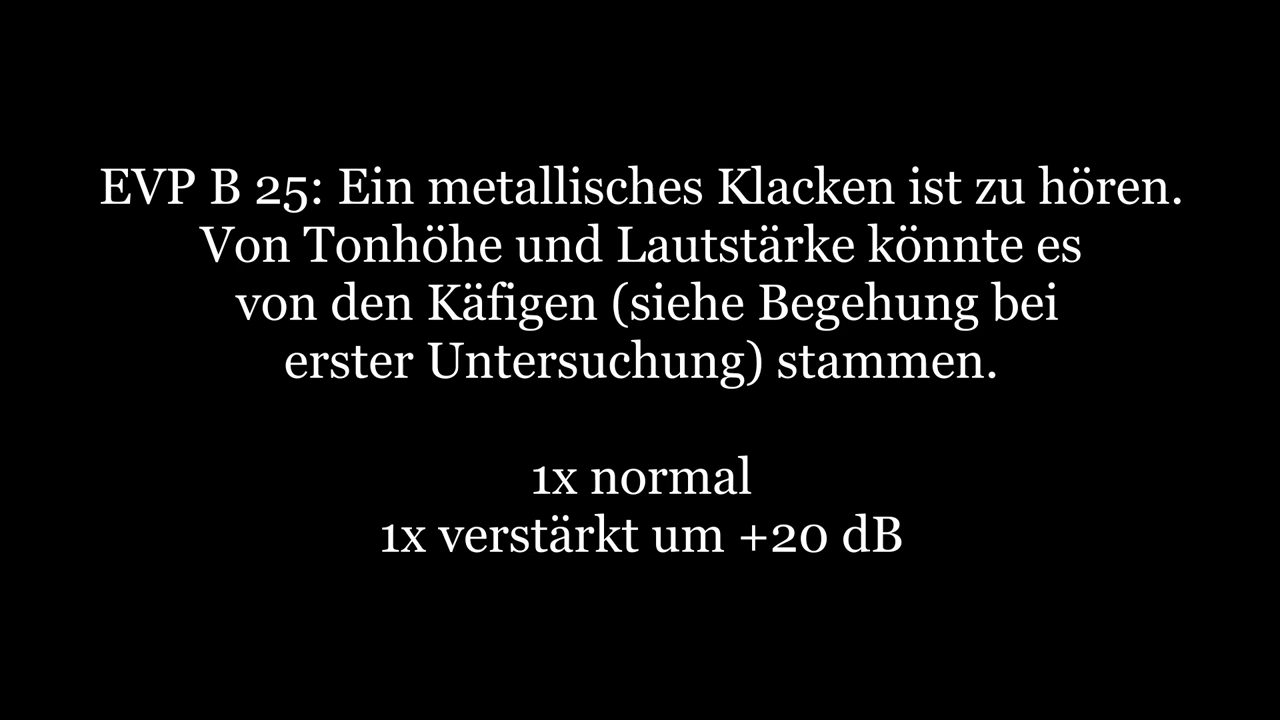 EVP B 25: Ein metallisches Klacken ist zu hören.
Von Tonhöhe und Lautstärke könnte es
von den Käfigen (siehe Begehung bei
erster Untersuchung) stammen.
1x normal
1x verstärkt um +20 dB